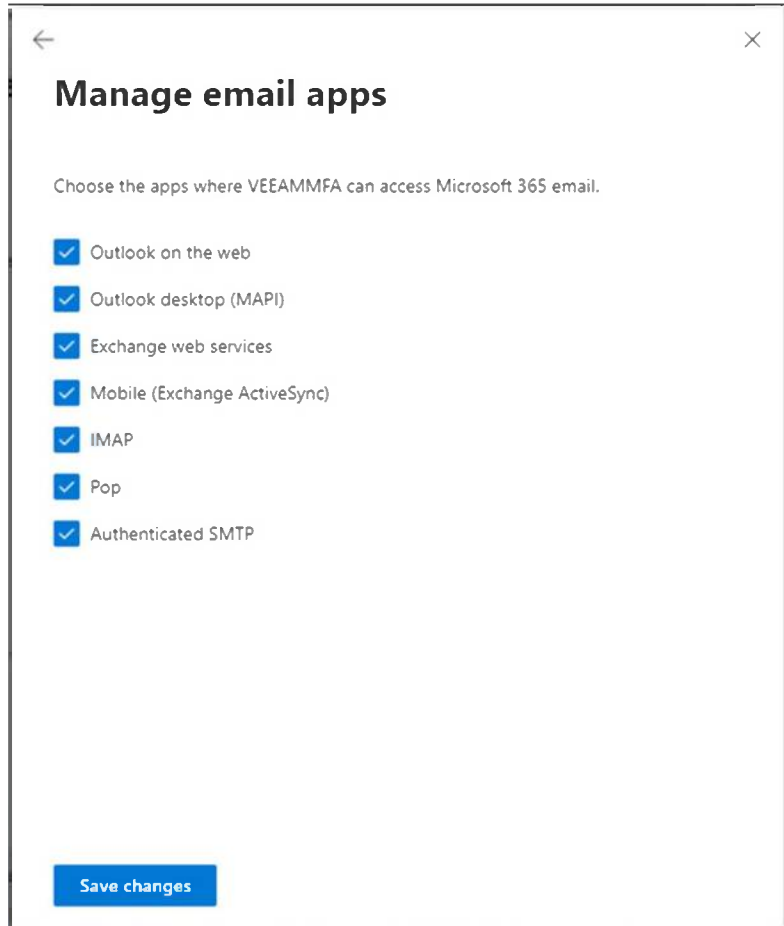 Manage email apps
Choose the apps where VEEAMMFA can access Microsoft 365 email.
Outlook on the web
Outlook desktop (MAPI)
Exchange web services
Mobile (Exchange ActiveSync)
IMAP
Pop
Authenticated SMTP
Save changes